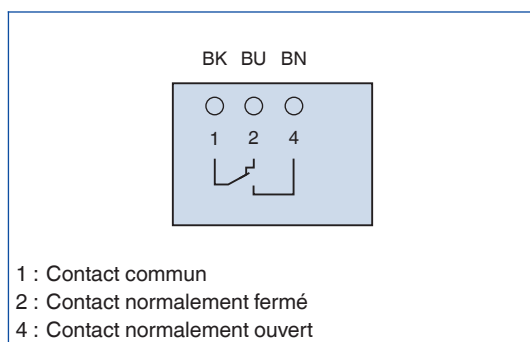 BK BU BN
1 2 4
1 : Contact commun
2 : Contact normalement fermé
4 : Contact normalement ouvert